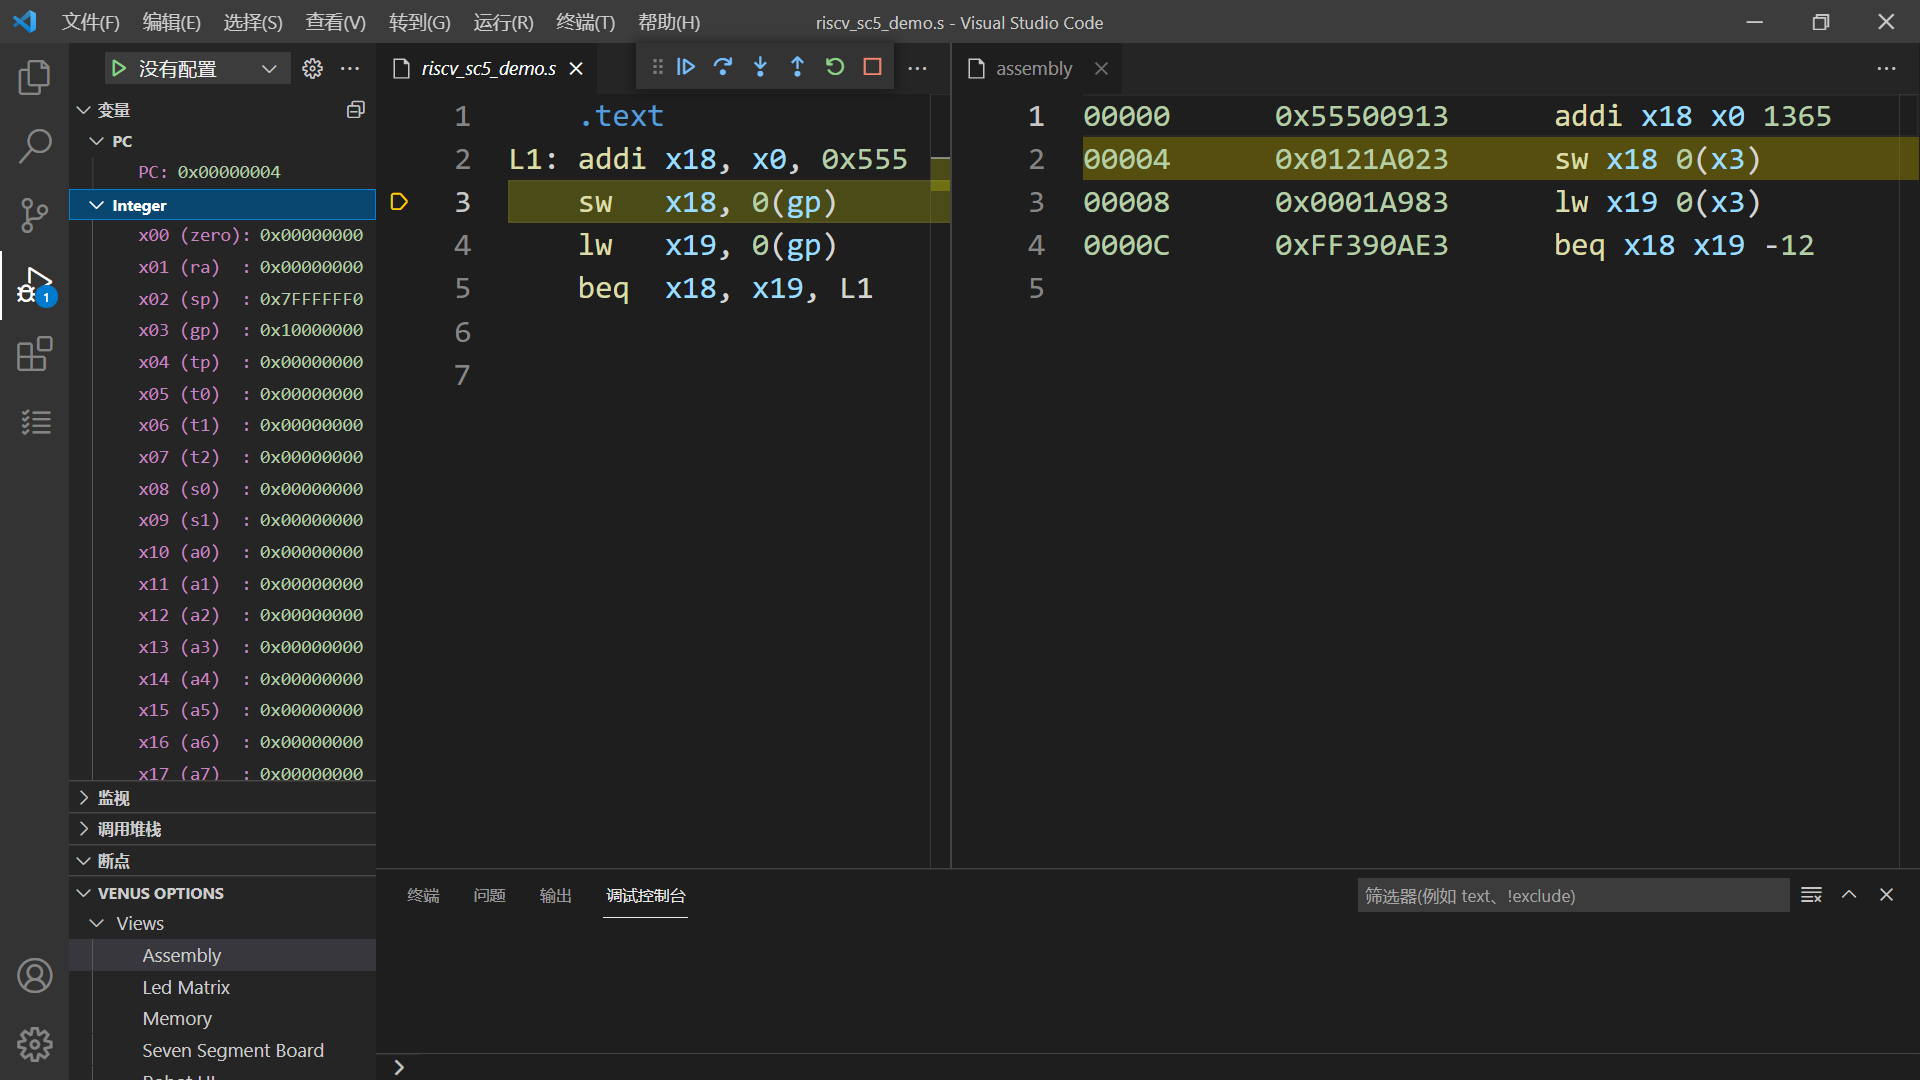 文件(F) 编辑(E) 选择(S) 查看(V) 转到(G) 运行(R) 终端(T) 帮助(H) riscv_sc5_demo.s - Visual Studio Code
没有配置
变量
PC
PC: 0x00000004
Integer
x00 (zero): 0x00000000
x01 (ra) : 0x00000000
x02 (sp) : 0x7FFFFFF0
x03 (gp) : 0x10000000
x04 (tp) : 0x00000000
x05 (t0) : 0x00000000
x06 (t1) : 0x00000000
x07 (t2) : 0x00000000
x08 (s0) : 0x00000000
x09 (s1) : 0x00000000
x10 (a0) : 0x00000000
x11 (a1) : 0x00000000
x12 (a2) : 0x00000000
x13 (a3) : 0x00000000
x14 (a4) : 0x00000000
x15 (a5) : 0x00000000
x16 (a6) : 0x00000000
x17 (a7) : 0x00000000
监视
调用堆栈
断点
VENUS OPTIONS
Views
Assembly
Led Matrix
Memory
Seven Segment Board
1
riscv_sc5_demo.s
1 .text
2 L1: addi x18, x0, 0x555
3 sw x18, 0(gp)
4 lw x19, 0(gp)
5 beq x18, x19, L1
6
7
assembly
1 00000 0x55500913 addi x18 x0 1365
2 00004 0x0121A023 sw x18 0(x3)
3 00008 0x0001A983 lw x19 0(x3)
4 0000C 0xFF390AE3 beq x18 x19 -12
5
终端 问题 输出 调试控制台 筛选器(例如 text、!exclude)